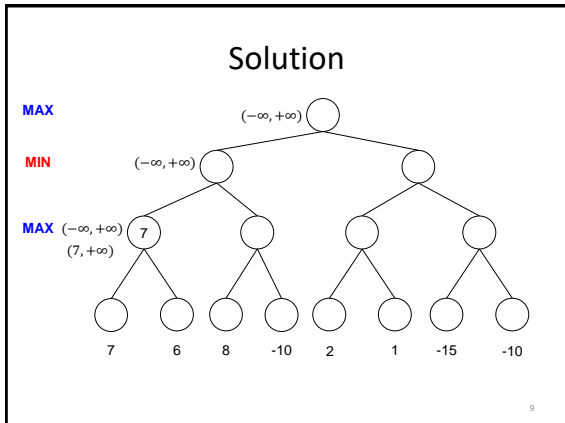 Solution
MAX (−∞, +∞)
MIN (−∞, +∞)
MAX (−∞, +∞) 7
(7, +∞)
7 6 8 -10 2 1 -15 -10
9